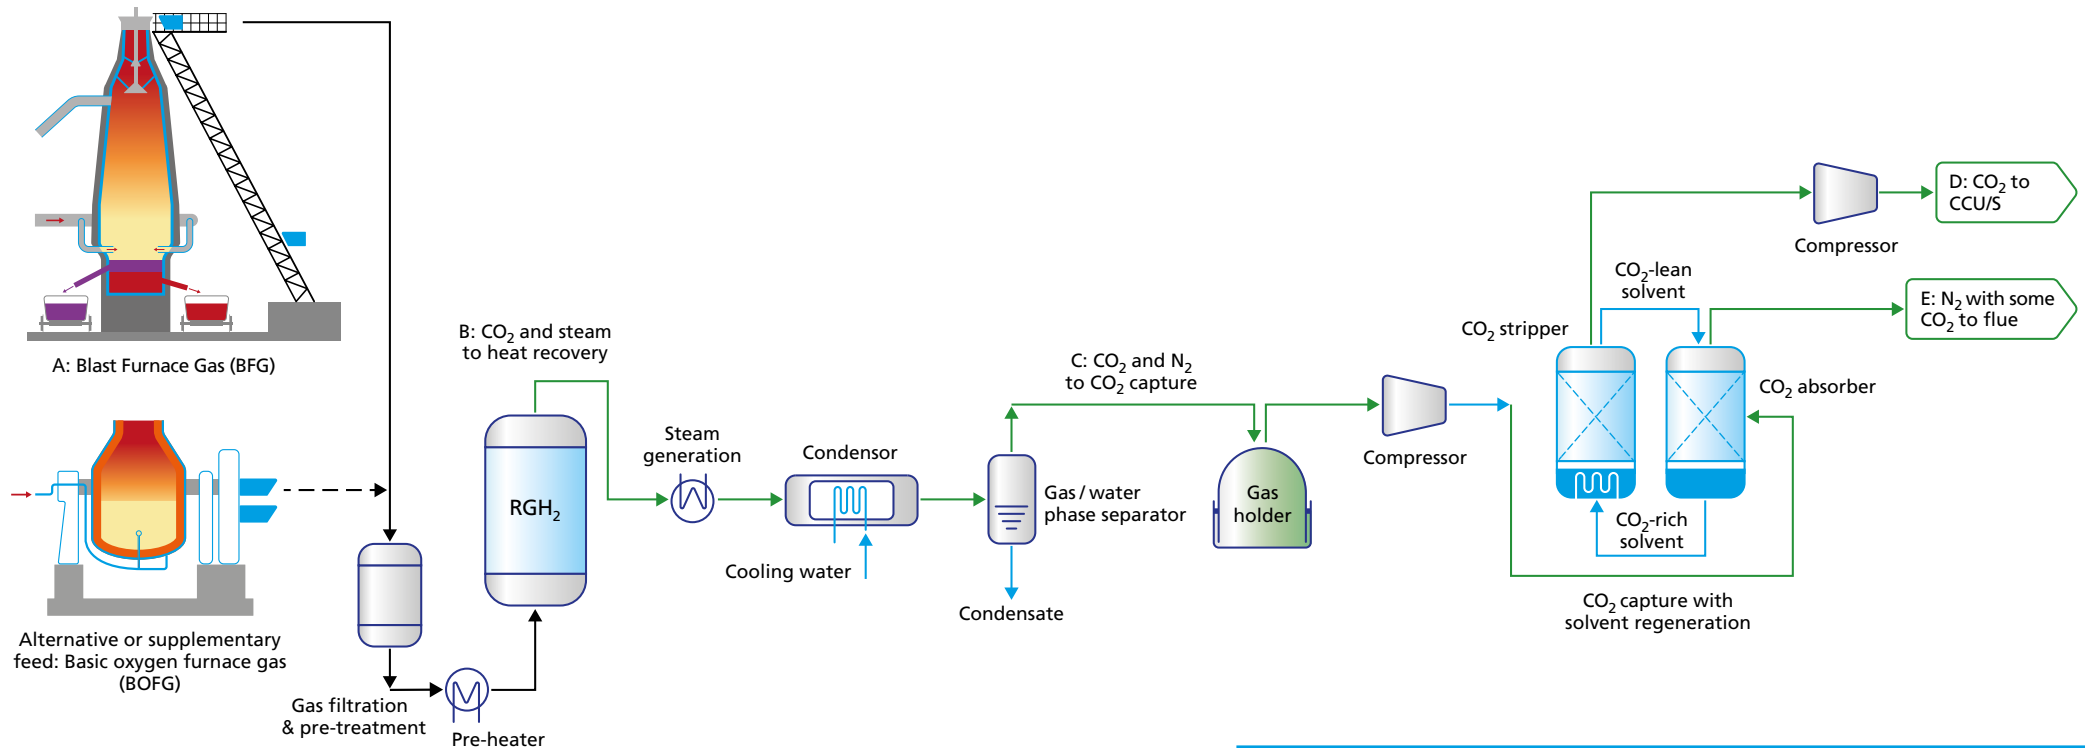 A: Blast Furnace Gas (BFG)
Alternative or supplementary
feed: Basic oxygen furnace gas
(BOFG)
Gas filtration
& pre-treatment
Pre-heater
B: CO₂ and steam
to heat recovery
RGH₂
Steam
generation
Condensor
Cooling water
Gas / water
phase separator
Condensate
C: CO₂ and N₂
to CO₂ capture
Gas
holder
Compressor
CO₂ stripper
CO₂-lean
solvent
CO₂ absorber
CO₂-rich
solvent
CO₂ capture with
solvent regeneration
Compressor
D: CO₂ to
CCU/S
E: N₂ with some
CO₂ to flue